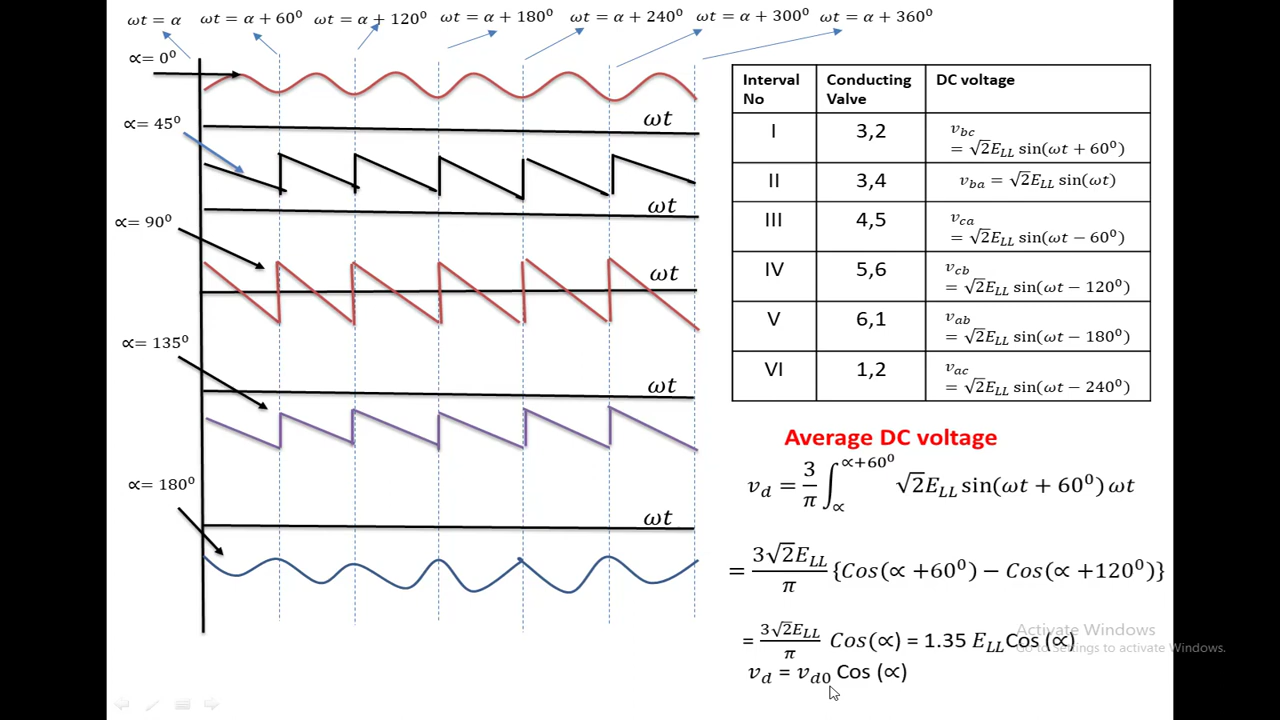 ωt = α
ωt = α + 60⁰
ωt = α + 120⁰
ωt = α + 180⁰
ωt = α + 240⁰
ωt = α + 300⁰
ωt = α + 360⁰
∝= 0⁰
ωt
∝= 45⁰
ωt
∝= 90⁰
ωt
∝= 135⁰
ωt
∝= 180⁰
ωt
Interval No Conducting Valve DC voltage
I 3,2 v_bc = √2E_LL sin(ωt + 60⁰)
II 3,4 v_ba = √2E_LL sin(ωt)
III 4,5 v_ca = √2E_LL sin(ωt − 60⁰)
IV 5,6 v_cb = √2E_LL sin(ωt − 120⁰)
V 6,1 v_ab = √2E_LL sin(ωt − 180⁰)
VI 1,2 v_ac = √2E_LL sin(ωt − 240⁰)
Average DC voltage
v_d = 3/π ∫_∝^∝+60⁰ √2E_LL sin(ωt + 60⁰) ωt
= 3√2E_LL/π {Cos(∝ +60⁰) − Cos(∝ +120⁰)}
= 3√2E_LL/π Cos(∝) = 1.35 E_LL Cos (∝)
v_d = v_d0 Cos (∝)
Activate Windows
Go to Settings to activate Windows.